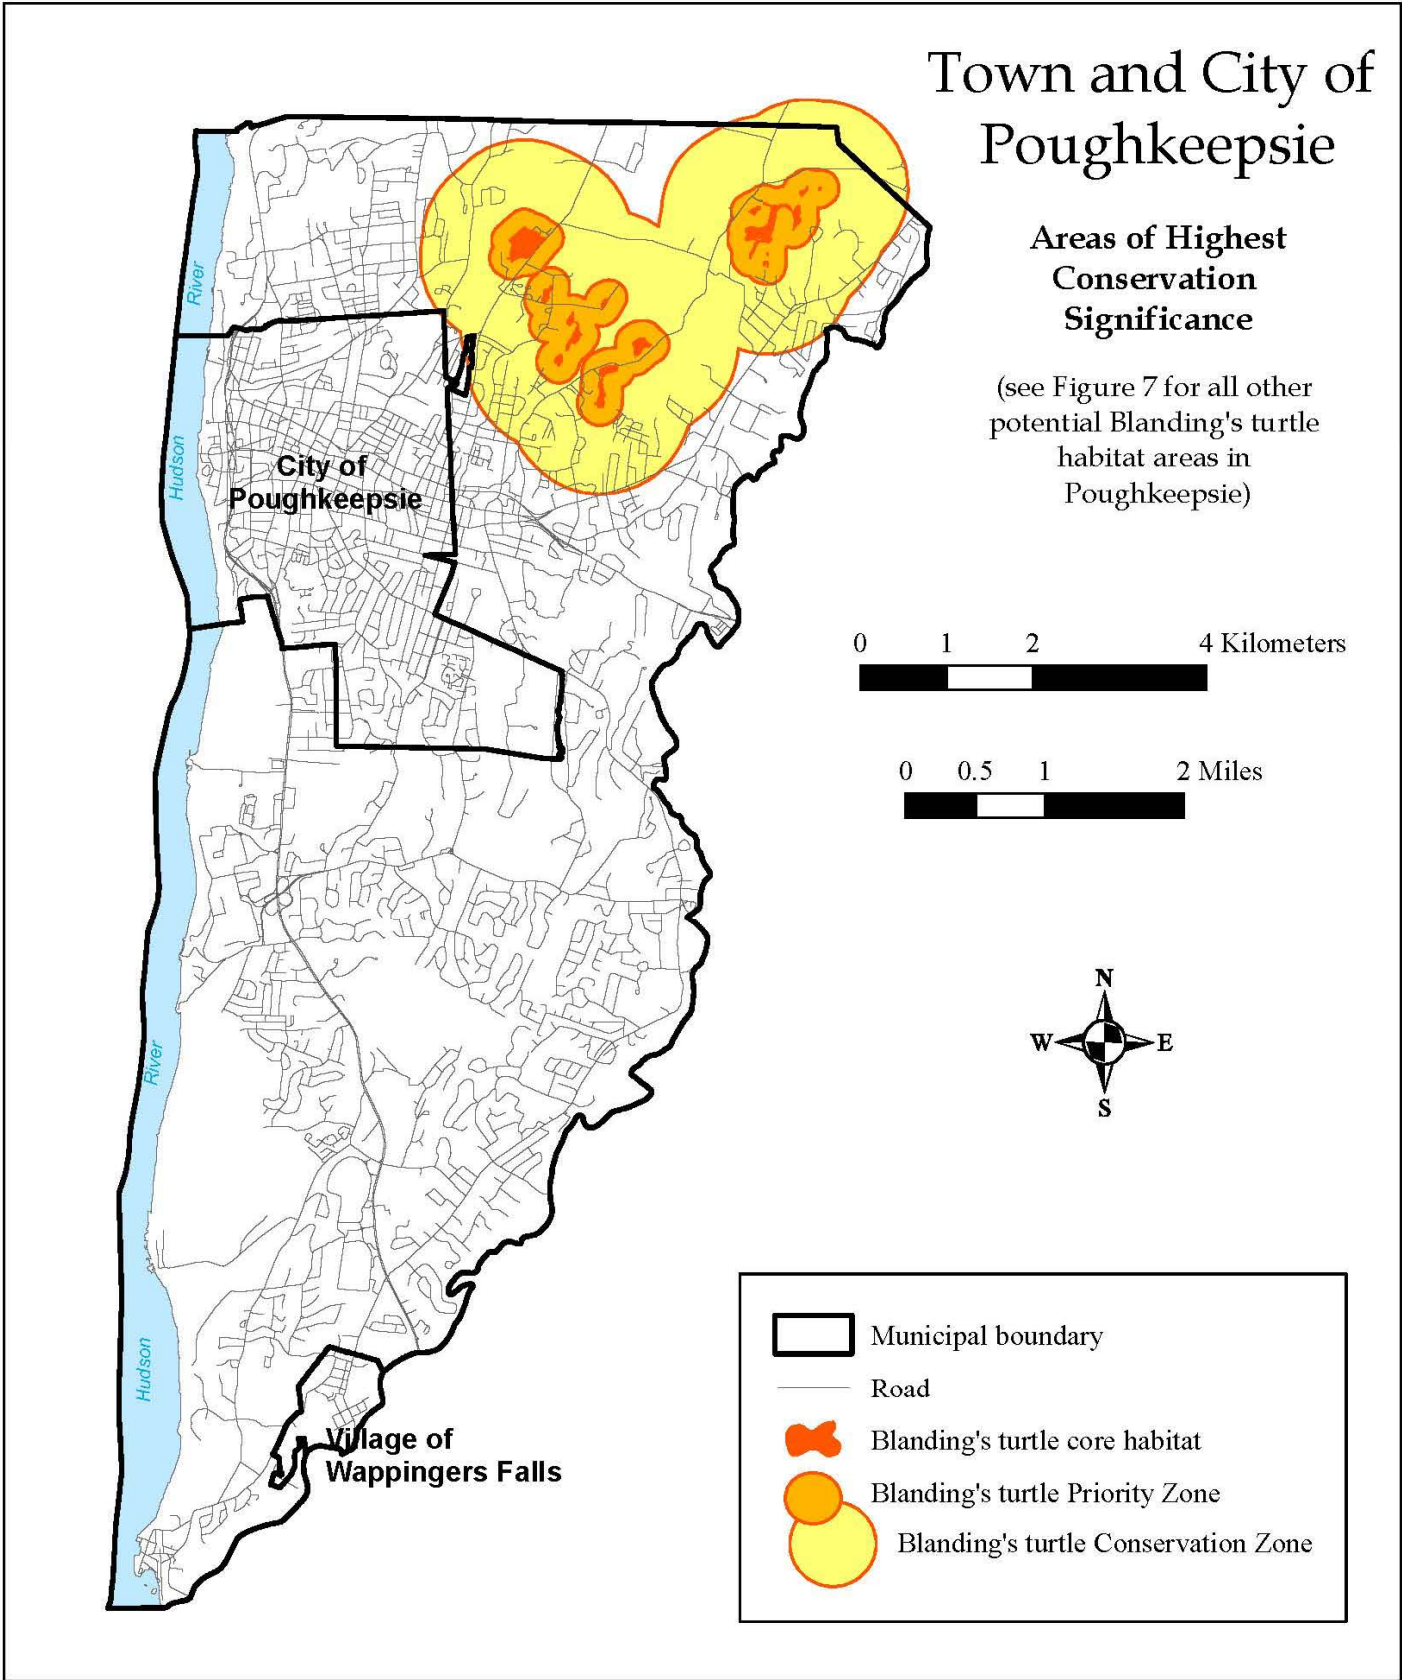 Town and City of
Poughkeepsie
Areas of Highest
Conservation
Significance
(see Figure 7 for all other
potential Blanding's turtle
habitat areas in
Poughkeepsie)
River
Hudson
City of
Poughkeepsie
0 1 2 4 Kilometers
0 0.5 1 2 Miles
N
W E
S
River
Hudson
Village of
Wappingers Falls
Municipal boundary
Road
Blanding's turtle core habitat
Blanding's turtle Priority Zone
Blanding's turtle Conservation Zone